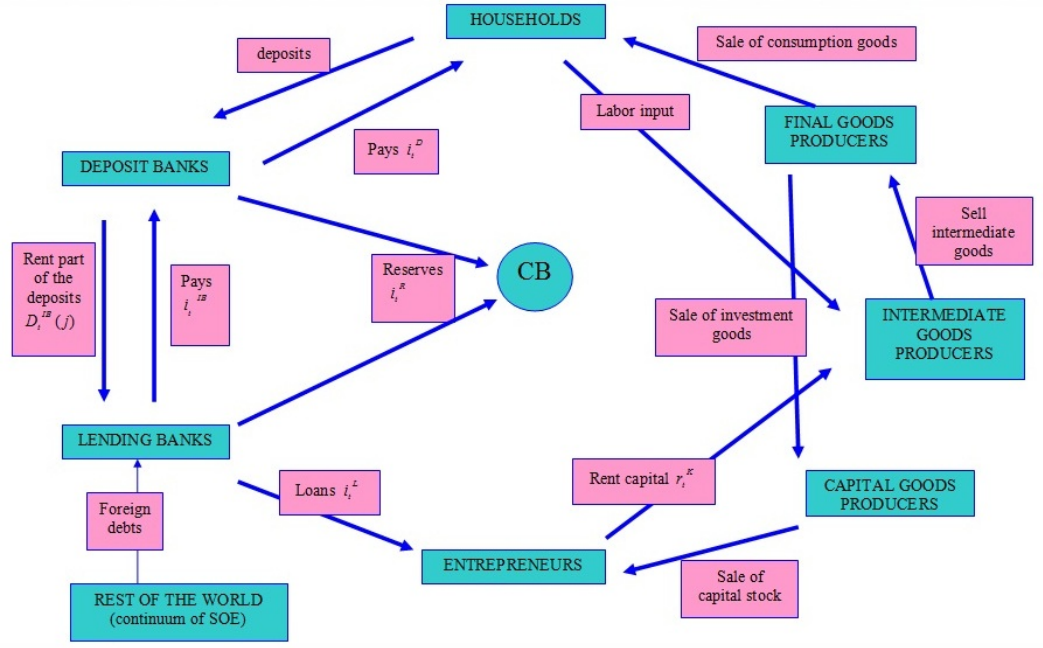 HOUSEHOLDS
deposits
Sale of consumption goods
Labor input
FINAL GOODS
PRODUCERS
Pays i_t^D
DEPOSIT BANKS
Sell
intermediate
goods
Rent part
of the
deposits
D_t^{IB}(j)
Pays
i_t^{IB}
Reserves
i_t^R
CB
Sale of investment
goods
INTERMEDIATE
GOODS
PRODUCERS
LENDING BANKS
Loans i_t^L
Rent capital r_t^K
CAPITAL GOODS
PRODUCERS
Foreign
debts
ENTREPRENEURS
Sale of
capital stock
REST OF THE WORLD
(continuum of SOE)